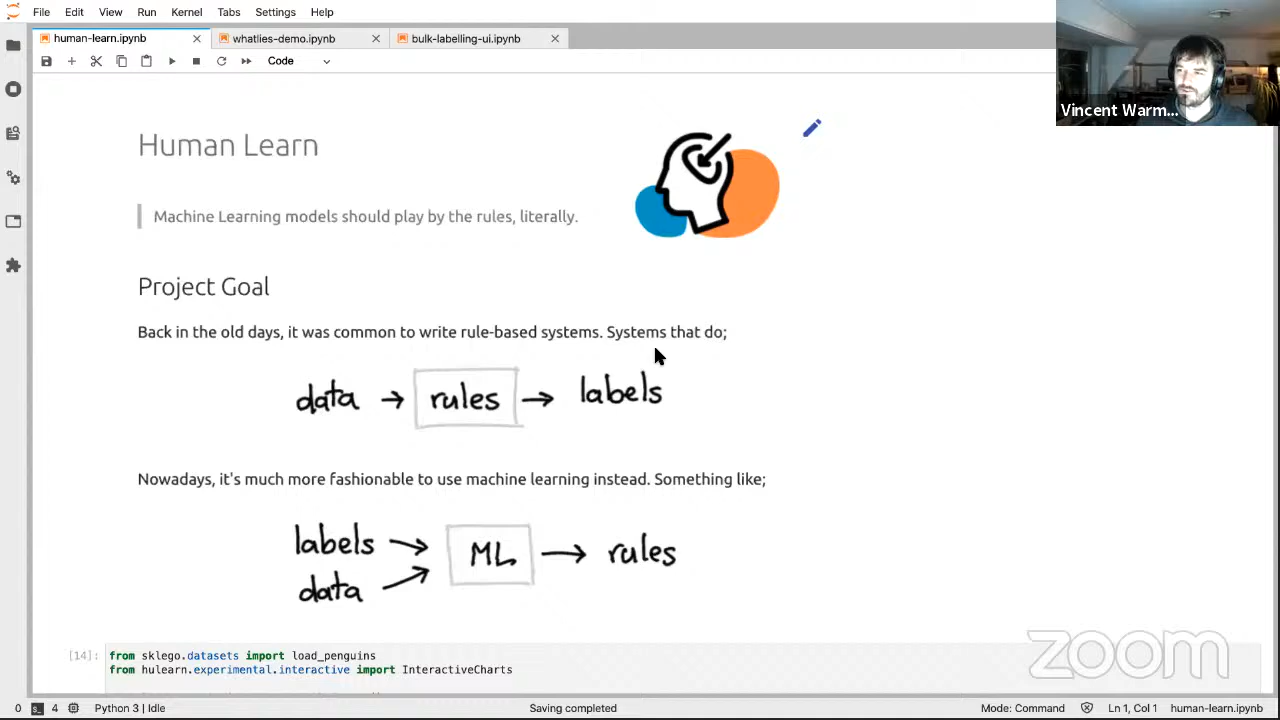 File Edit View Run Kernel Tabs Settings Help
human-learn.ipynb
whatlies-demo.ipynb
bulk-labelling-ui.ipynb
Code
Vincent Warm...
Human Learn
Machine Learning models should play by the rules, literally.
Project Goal
Back in the old days, it was common to write rule-based systems. Systems that do;
data → rules → labels
Nowadays, it's much more fashionable to use machine learning instead. Something like;
labels →
data →
ML → rules
[14]:
from sklego.datasets import load_penguins
from hulearn.experimental.interactive import InteractiveCharts
zoom
0 4 Python 3 | Idle Saving completed Mode: Command Ln 1, Col 1 human-learn.ipynb